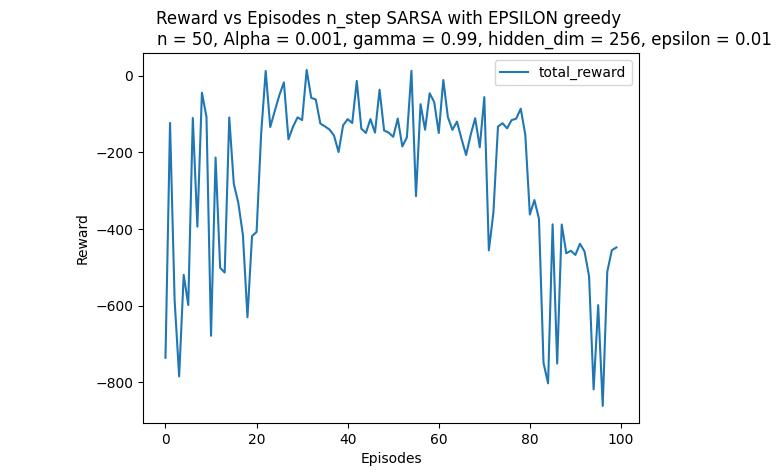 Reward vs Episodes n_step SARSA with EPSILON greedy
n = 50, Alpha = 0.001, gamma = 0.99, hidden_dim = 256, epsilon = 0.01
total_reward
0
−200
−400
−600
−800
Reward
0 20 40 60 80 100
Episodes